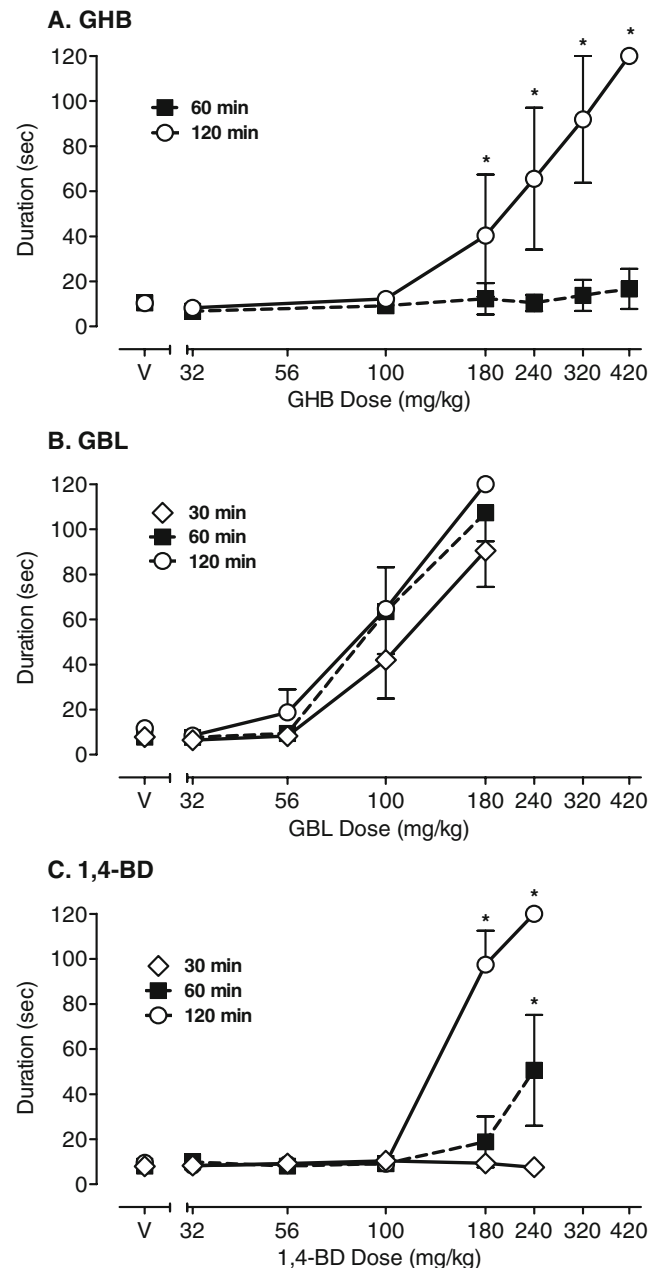 A. GHB
*
*
*
*
120
100
80
60
40
20
0
Duration (sec)
60 min
120 min
V 32 56 100 180 240 320 420
GHB Dose (mg/kg)
B. GBL
120
100
80
60
40
20
0
Duration (sec)
30 min
60 min
120 min
V 32 56 100 180 240 320 420
GBL Dose (mg/kg)
C. 1,4-BD
*
*
*
120
100
80
60
40
20
0
Duration (sec)
30 min
60 min
120 min
V 32 56 100 180 240 320 420
1,4-BD Dose (mg/kg)